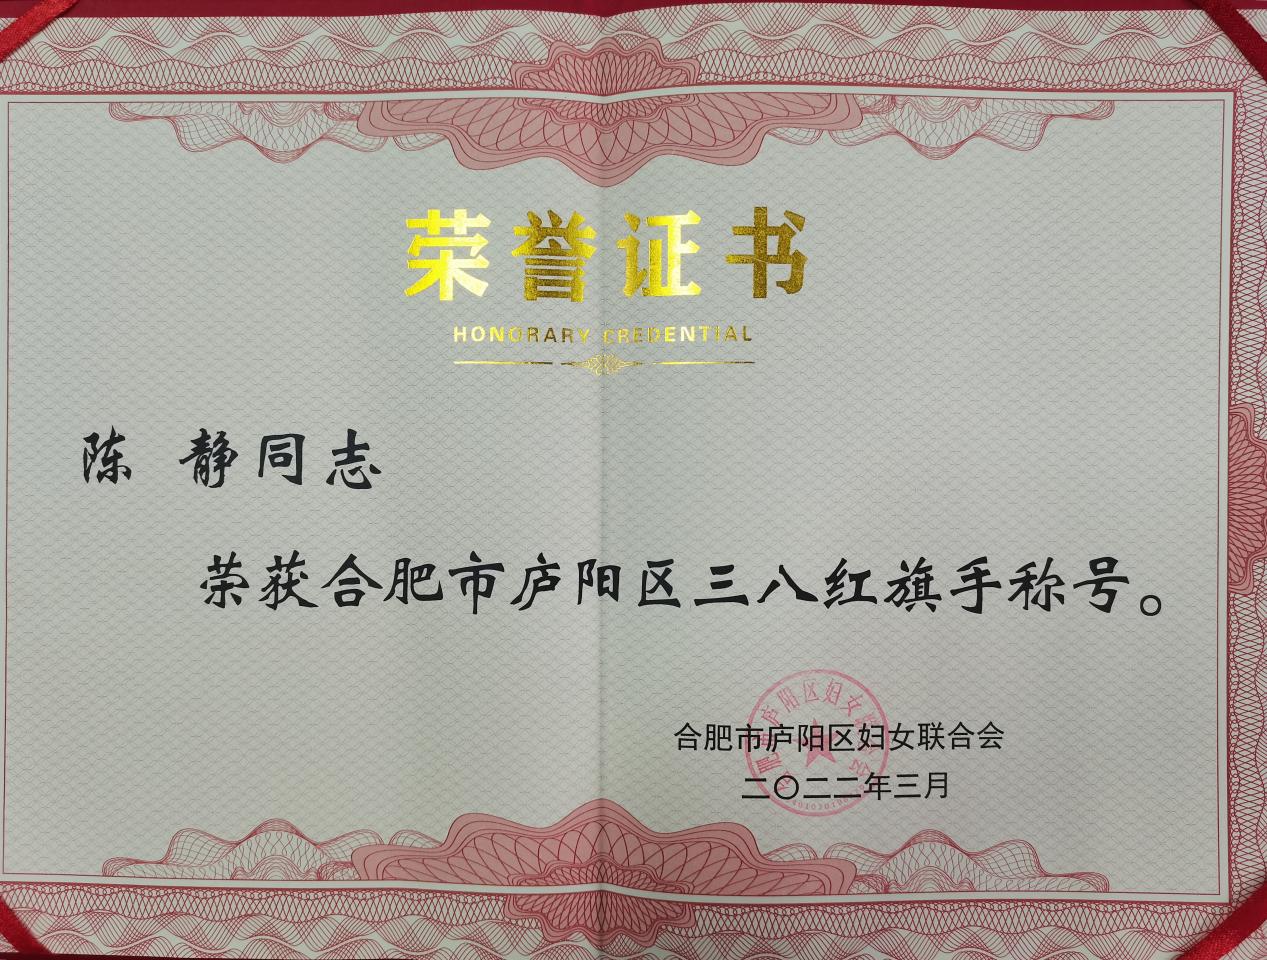 荣誉证书
HONORARY CREDENTIAL
陈 静同志
荣获合肥市庐阳区三八红旗手称号。
合肥市庐阳区妇女联合会
二〇二二年三月